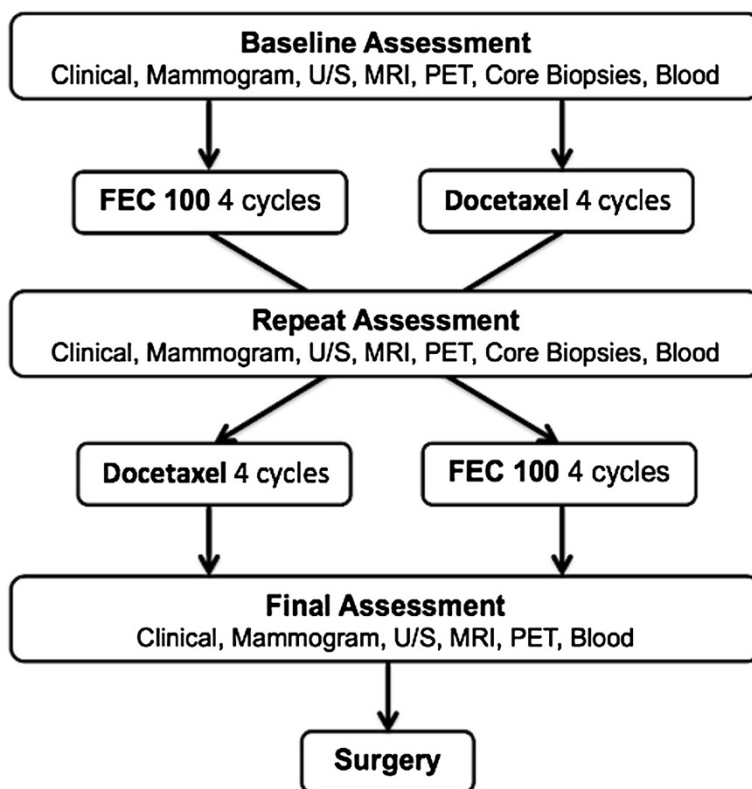 Baseline Assessment
Clinical, Mammogram, U/S, MRI, PET, Core Biopsies, Blood
FEC 100 4 cycles
Docetaxel 4 cycles
Repeat Assessment
Clinical, Mammogram, U/S, MRI, PET, Core Biopsies, Blood
Docetaxel 4 cycles
FEC 100 4 cycles
Final Assessment
Clinical, Mammogram, U/S, MRI, PET, Blood
Surgery